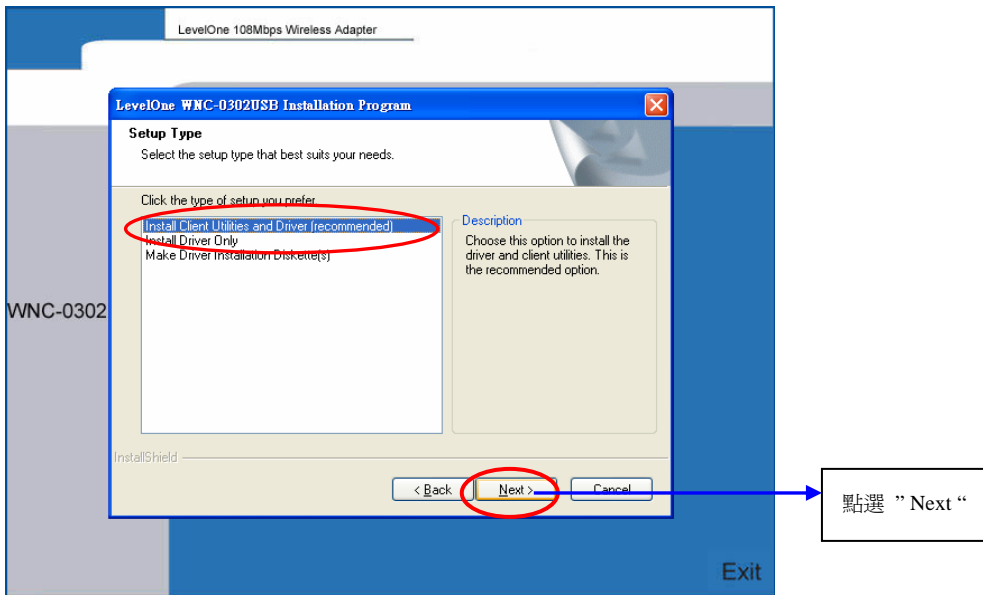 LevelOne 108Mbps Wireless Adapter
LevelOne WNC-0302USB Installation Program
Setup Type
Select the setup type that best suits your needs.
Click the type of setup you prefer.
Install Client Utilities and Driver (recommended)
Install Driver Only
Make Driver Installation Diskette(s)
Description
Choose this option to install the
driver and client utilities. This is
the recommended option.
WNC-0302
InstallShield
< Back
Next >
Cancel
點選 ” Next “
Exit